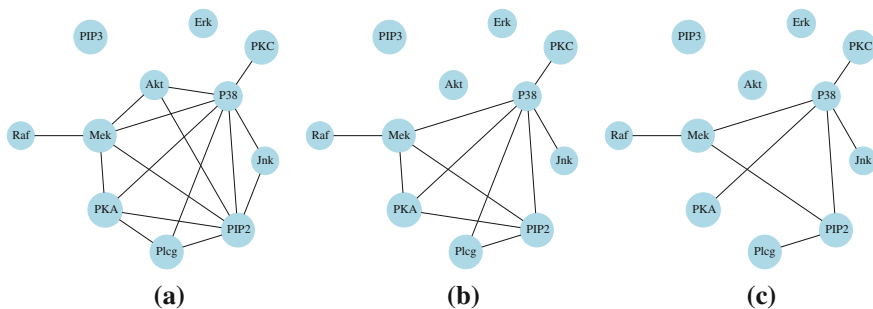 Erk
PIP3
PKC
Akt
P38
Raf
Mek
Jnk
PKA
PIP2
Plcg
(a)
Erk
PIP3
PKC
Akt
P38
Raf
Mek
Jnk
PKA
PIP2
Plcg
(b)
Erk
PIP3
PKC
Akt
P38
Raf
Mek
Jnk
PKA
PIP2
Plcg
(c)